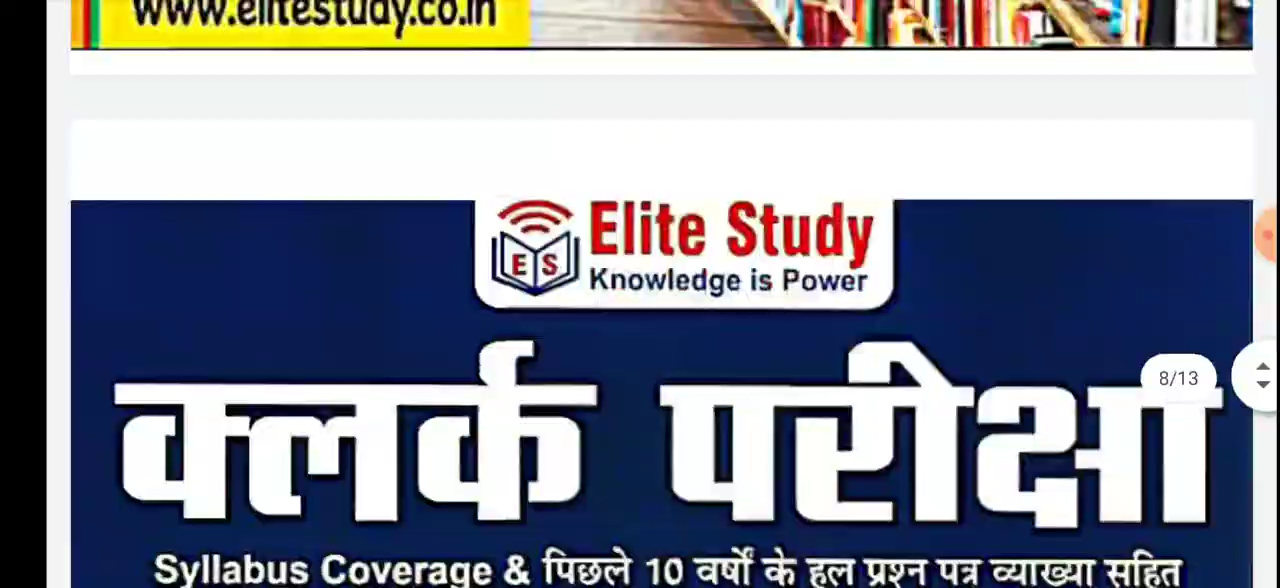 www.elitestudy.co.in
Elite Study
E S
Knowledge is Power
क्लर्क परीक्षा
8/13
Syllabus Coverage & पिछले 10 वर्षों के हल प्रश्न पत्र व्याख्या सहित